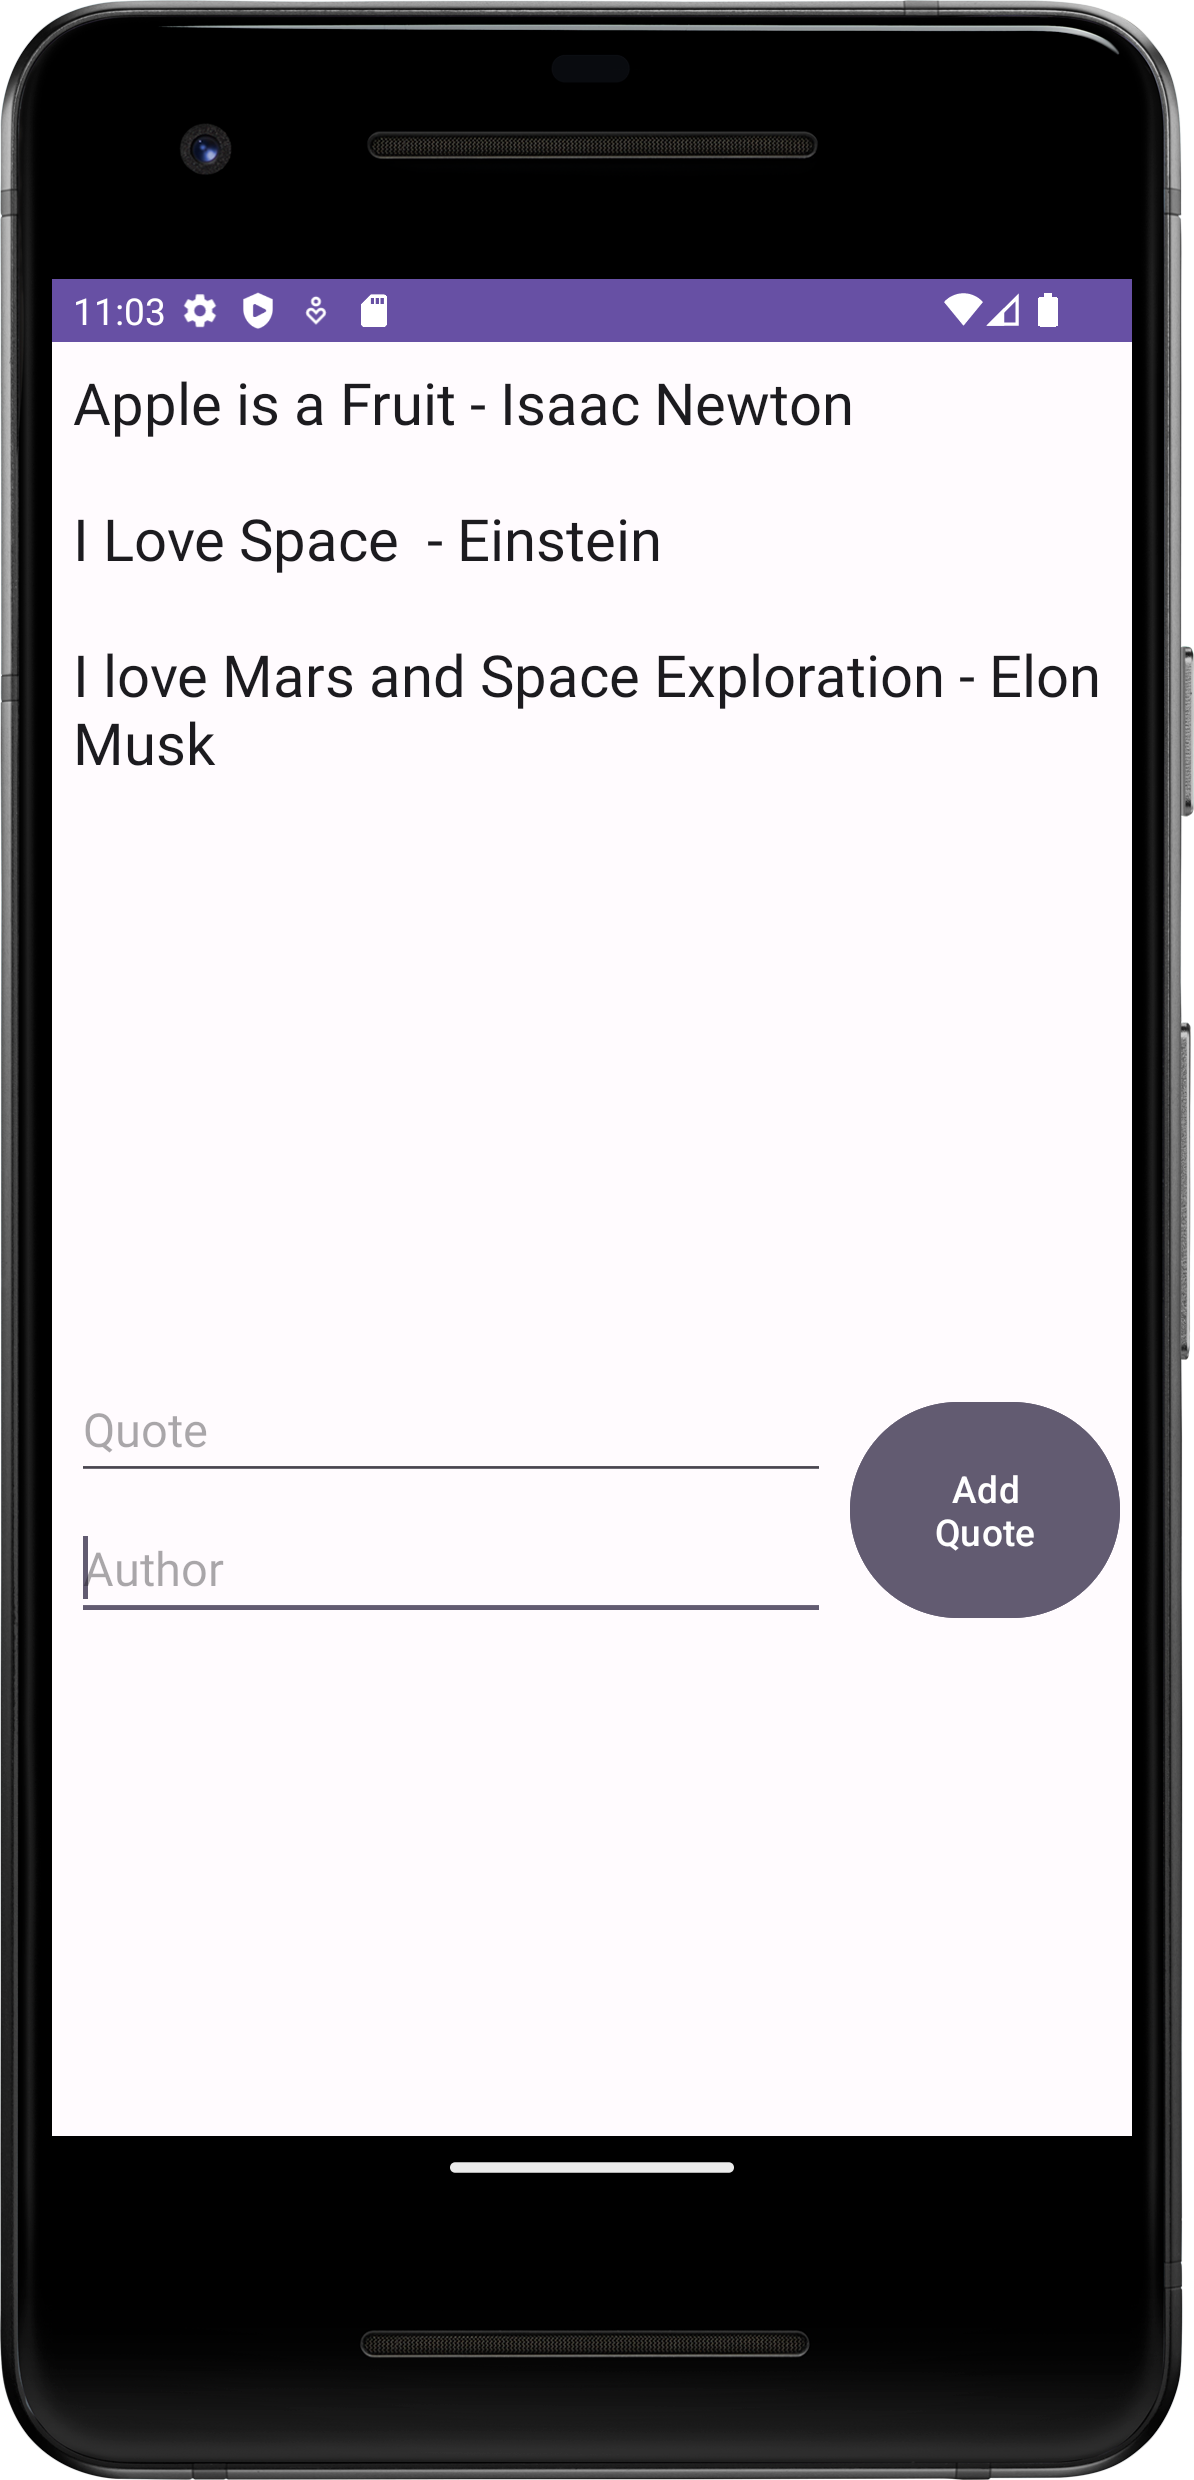 11:03
Apple is a Fruit - Isaac Newton
I Love Space  - Einstein
I love Mars and Space Exploration - Elon
Musk
Quote
Author
Add
Quote